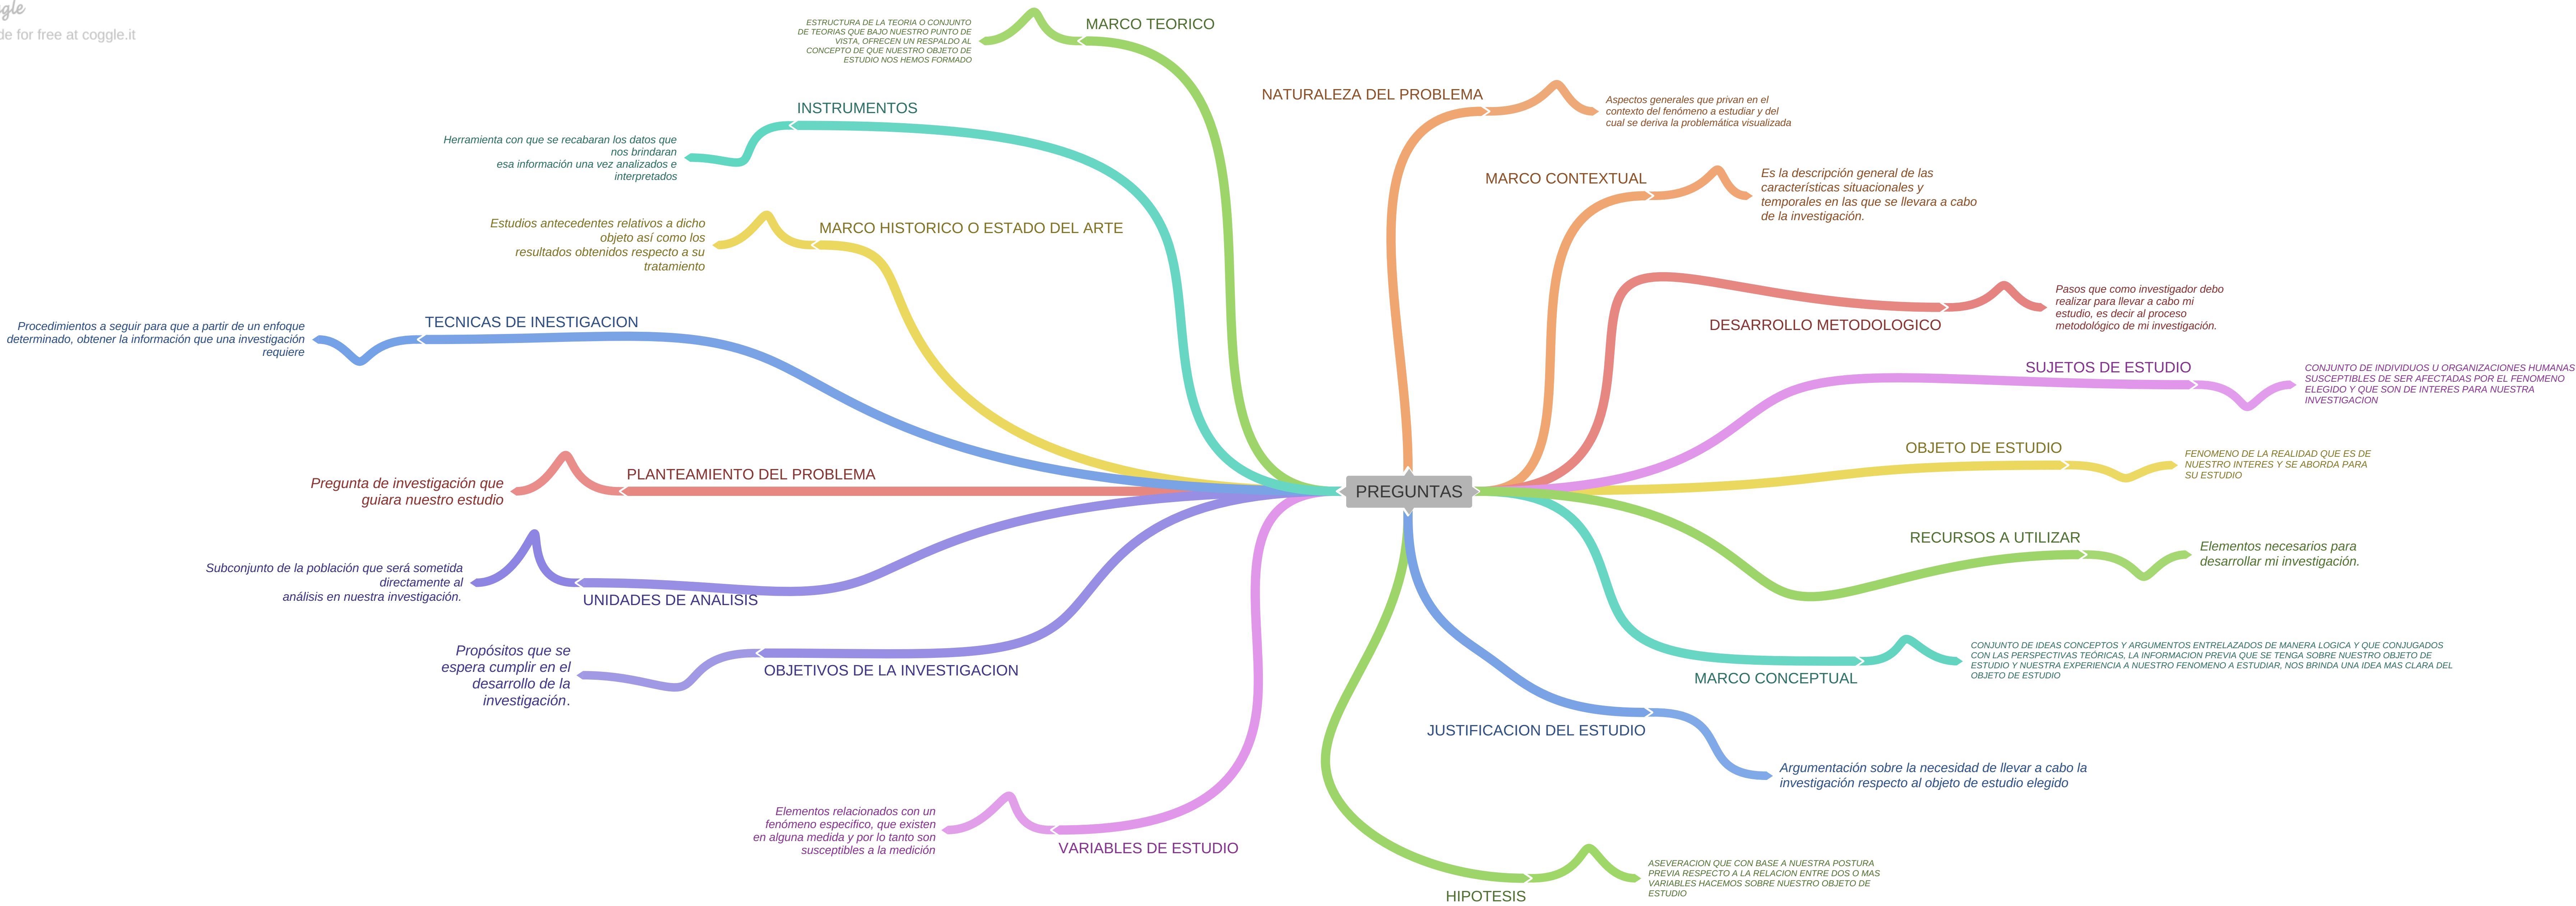 de for free at coggle.it
PREGUNTAS
MARCO TEORICO
ESTRUCTURA DE LA TEORIA O CONJUNTO
DE TEORIAS QUE BAJO NUESTRO PUNTO DE
VISTA, OFRECEN UN RESPALDO AL
CONCEPTO DE QUE NUESTRO OBJETO DE
ESTUDIO NOS HEMOS FORMADO
INSTRUMENTOS
Herramienta con que se recabaran los datos que
nos brindaran
esa información una vez analizados e
interpretados
MARCO HISTORICO O ESTADO DEL ARTE
Estudios antecedentes relativos a dicho
objeto así como los
resultados obtenidos respecto a su
tratamiento
TECNICAS DE INESTIGACION
Procedimientos a seguir para que a partir de un enfoque
determinado, obtener la información que una investigación
requiere
PLANTEAMIENTO DEL PROBLEMA
Pregunta de investigación que
guiara nuestro estudio
UNIDADES DE ANALISIS
Subconjunto de la población que será sometida
directamente al
análisis en nuestra investigación.
OBJETIVOS DE LA INVESTIGACION
Propósitos que se
espera cumplir en el
desarrollo de la
investigación.
VARIABLES DE ESTUDIO
Elementos relacionados con un
fenómeno especifico, que existen
en alguna medida y por lo tanto son
susceptibles a la medición
NATURALEZA DEL PROBLEMA
Aspectos generales que privan en el
contexto del fenómeno a estudiar y del
cual se deriva la problemática visualizada
MARCO CONTEXTUAL
Es la descripción general de las
características situacionales y
temporales en las que se llevara a cabo
de la investigación.
DESARROLLO METODOLOGICO
Pasos que como investigador debo
realizar para llevar a cabo mi
estudio, es decir al proceso
metodológico de mi investigación.
SUJETOS DE ESTUDIO
CONJUNTO DE INDIVIDUOS U ORGANIZACIONES HUMANAS
SUSCEPTIBLES DE SER AFECTADAS POR EL FENOMENO
ELEGIDO Y QUE SON DE INTERES PARA NUESTRA
INVESTIGACION
OBJETO DE ESTUDIO
FENOMENO DE LA REALIDAD QUE ES DE
NUESTRO INTERES Y SE ABORDA PARA
SU ESTUDIO
RECURSOS A UTILIZAR
Elementos necesarios para
desarrollar mi investigación.
MARCO CONCEPTUAL
CONJUNTO DE IDEAS CONCEPTOS Y ARGUMENTOS ENTRELAZADOS DE MANERA LOGICA Y QUE CONJUGADOS
CON LAS PERSPECTIVAS TEÓRICAS, LA INFORMACION PREVIA QUE SE TENGA SOBRE NUESTRO OBJETO DE
ESTUDIO Y NUESTRA EXPERIENCIA A NUESTRO FENOMENO A ESTUDIAR, NOS BRINDA UNA IDEA MAS CLARA DEL
OBJETO DE ESTUDIO
JUSTIFICACION DEL ESTUDIO
Argumentación sobre la necesidad de llevar a cabo la
investigación respecto al objeto de estudio elegido
HIPOTESIS
ASEVERACION QUE CON BASE A NUESTRA POSTURA
PREVIA RESPECTO A LA RELACION ENTRE DOS O MAS
VARIABLES HACEMOS SOBRE NUESTRO OBJETO DE
ESTUDIO